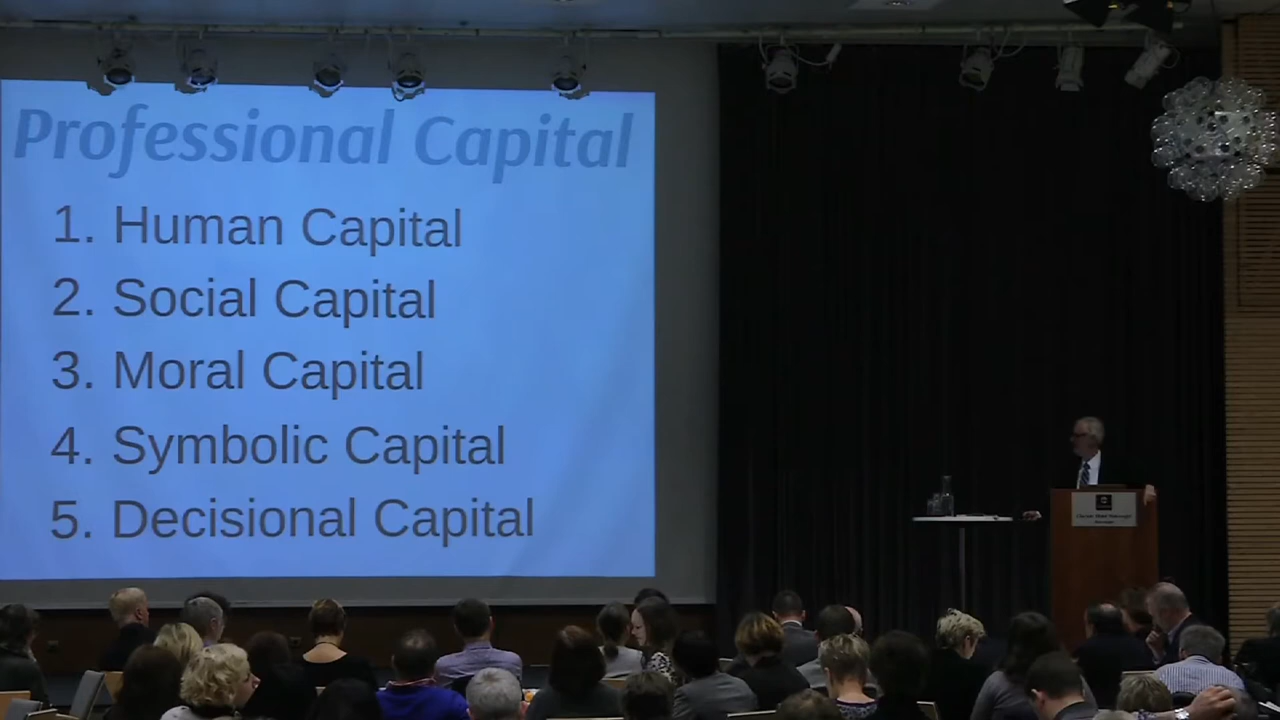 Professional Capital
1. Human Capital
2. Social Capital
3. Moral Capital
4. Symbolic Capital
5. Decisional Capital